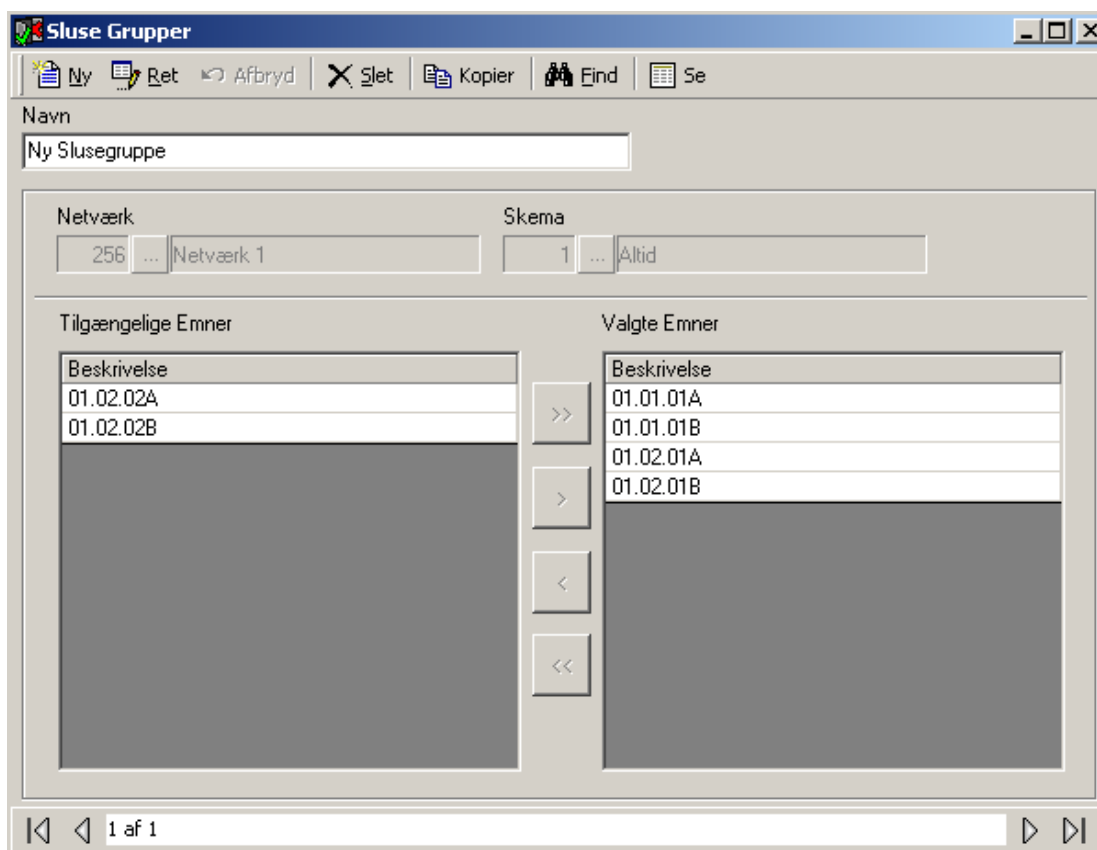 Sluse Grupper
Ny Ret Afbryd Slet Kopier Find Se
Navn
Ny Slusegruppe
Netværk Skema
256 ... Netværk 1 1 ... Altid
Tilgængelige Emner Valgte Emner
Beskrivelse Beskrivelse
01.02.02A >> 01.01.01A
01.02.02B 01.01.01B
01.02.01A
> 01.02.01B
<
<<
1 af 1